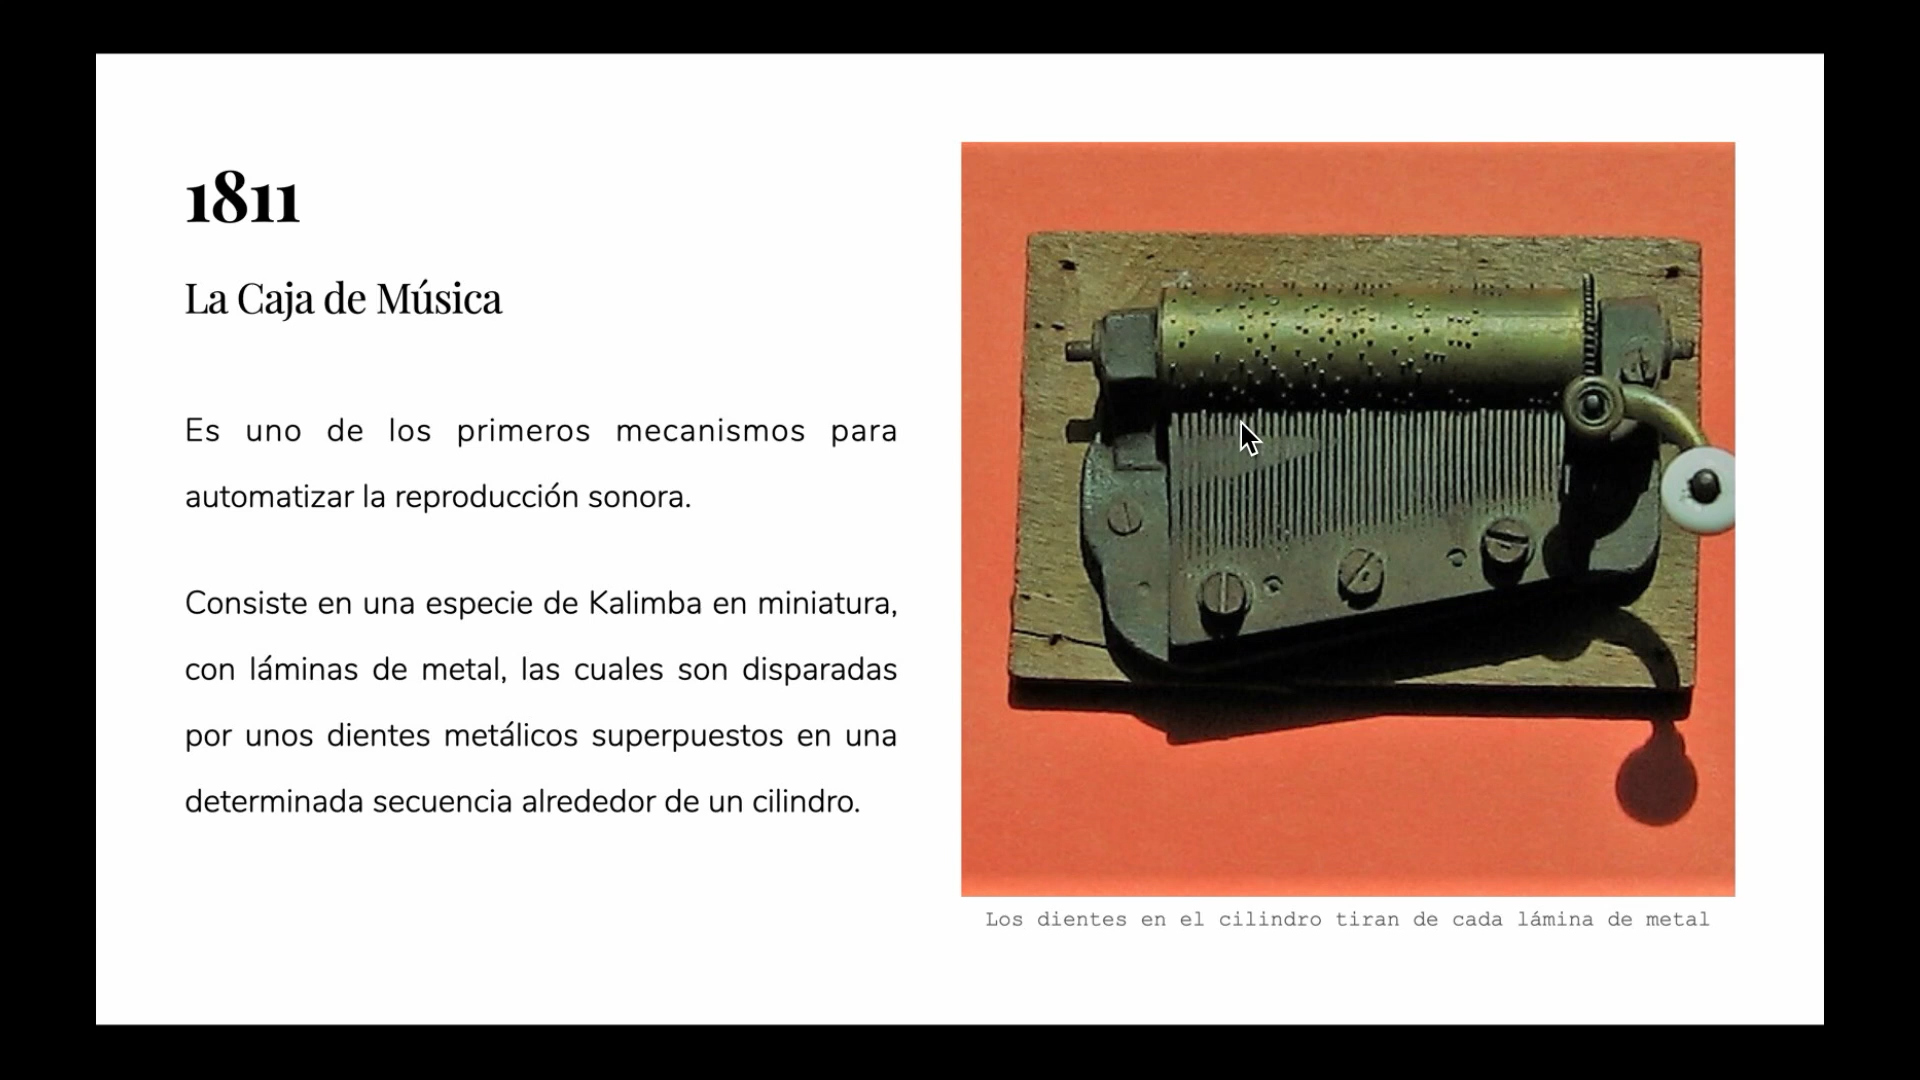 1811
La Caja de Música
Es uno de los primeros mecanismos para
automatizar la reproducción sonora.
Consiste en una especie de Kalimba en miniatura,
con láminas de metal, las cuales son disparadas
por unos dientes metálicos superpuestos en una
determinada secuencia alrededor de un cilindro.
Los dientes en el cilindro tiran de cada lámina de metal